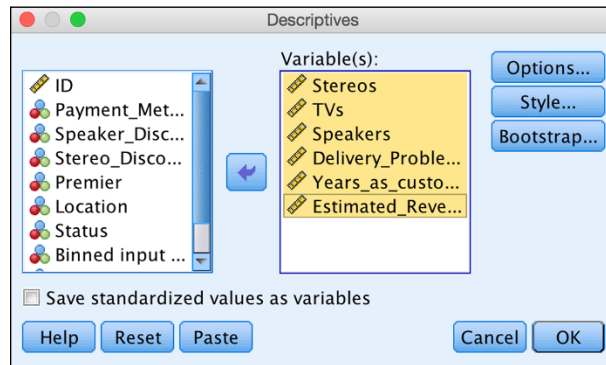 Descriptives
ID
Payment_Met...
Speaker_Disc...
Stereo_Disco...
Premier
Location
Status
Binned input ...
Variable(s):
Stereos
TVs
Speakers
Delivery_Proble...
Years_as_custo...
Estimated_Reve...
Options...
Style...
Bootstrap...
Save standardized values as variables
Help
Reset
Paste
Cancel
OK